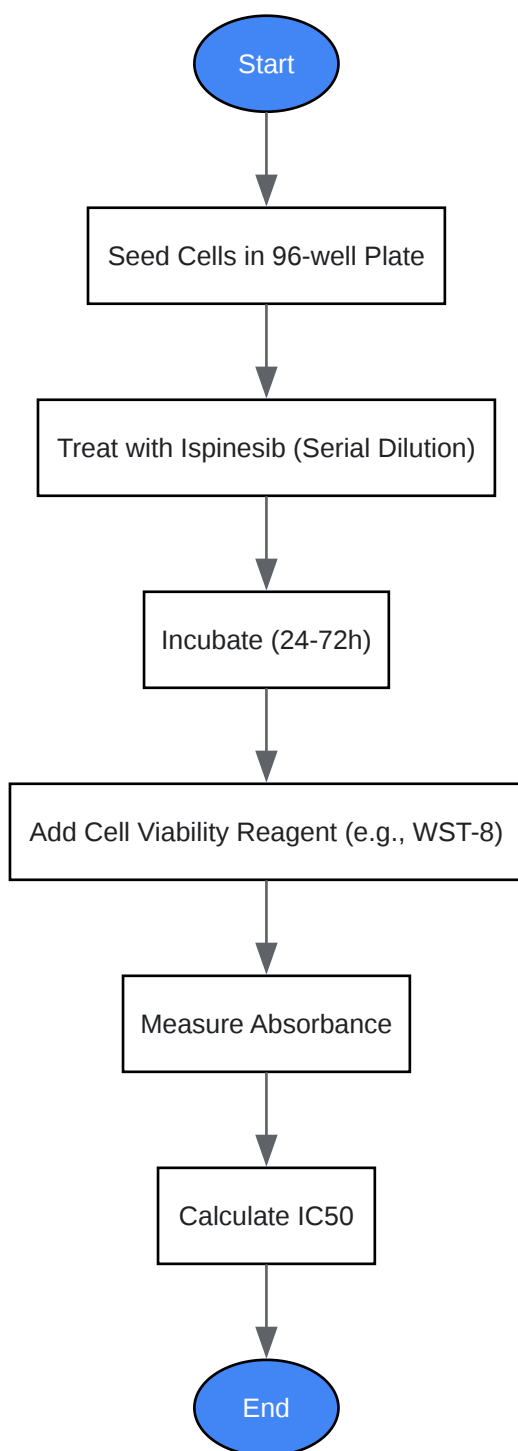 Start
Seed Cells in 96-well Plate
Treat with Ispinesib (Serial Dilution)
Incubate (24-72h)
Add Cell Viability Reagent (e.g., WST-8)
Measure Absorbance
Calculate IC50
End